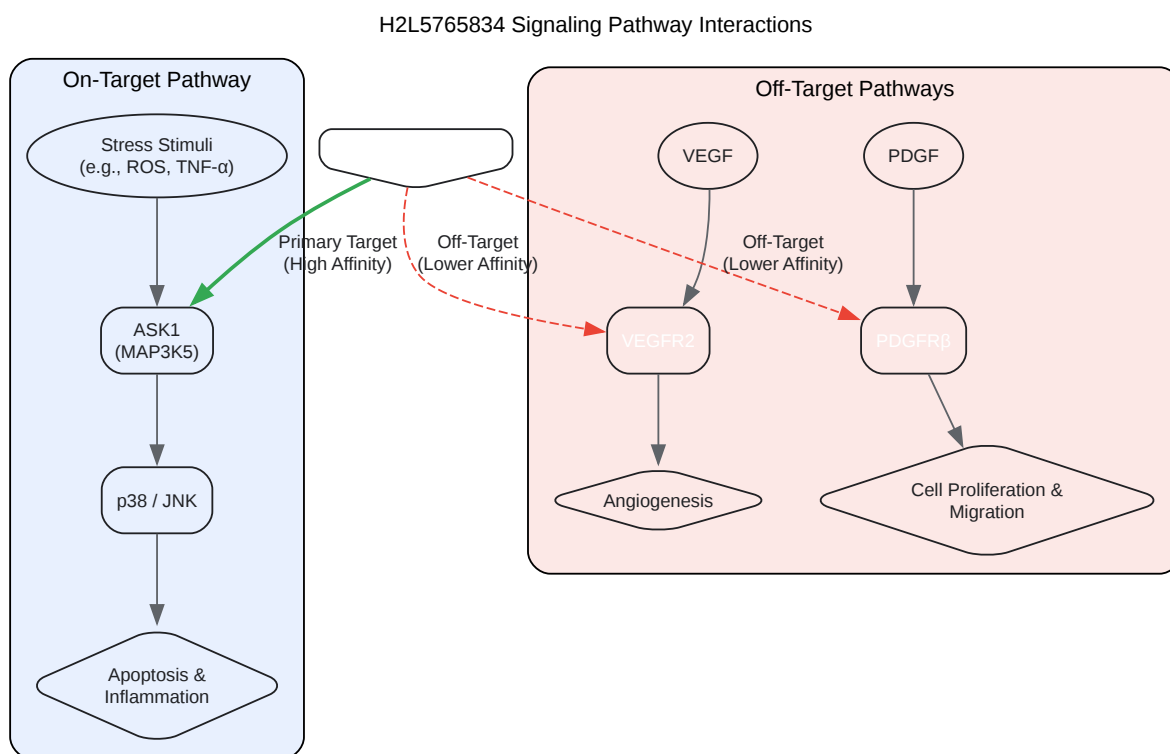 H2L5765834 Signaling Pathway Interactions
On-Target Pathway
Stress Stimuli
(e.g., ROS, TNF-α)
Primary Target
(High Affinity)
ASK1
(MAP3K5)
p38 / JNK
Apoptosis &
Inflammation
Off-Target Pathways
VEGF
PDGF
Off-Target
(Lower Affinity)
Off-Target
(Lower Affinity)
VEGFR2
PDGFRβ
Angiogenesis
Cell Proliferation &
Migration